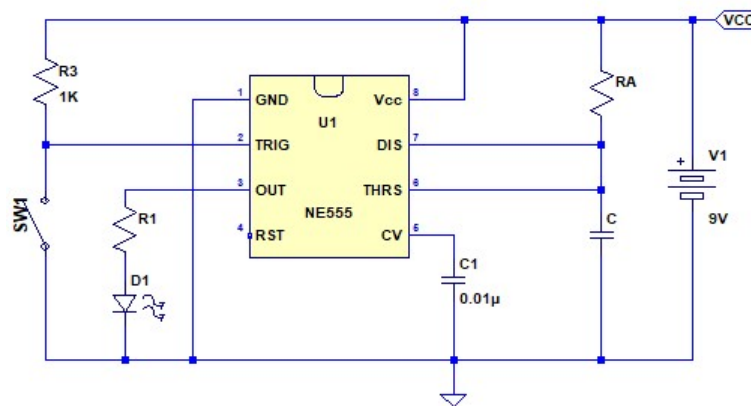 VCC
R3
1K
RA
1
GND
Vcc
8
U1
V1
+
2
TRIG
DIS
7
3
OUT
THRS
6
SW1
R1
NE555
C
9V
4
RST
CV
5
C1
D1
0.01µ